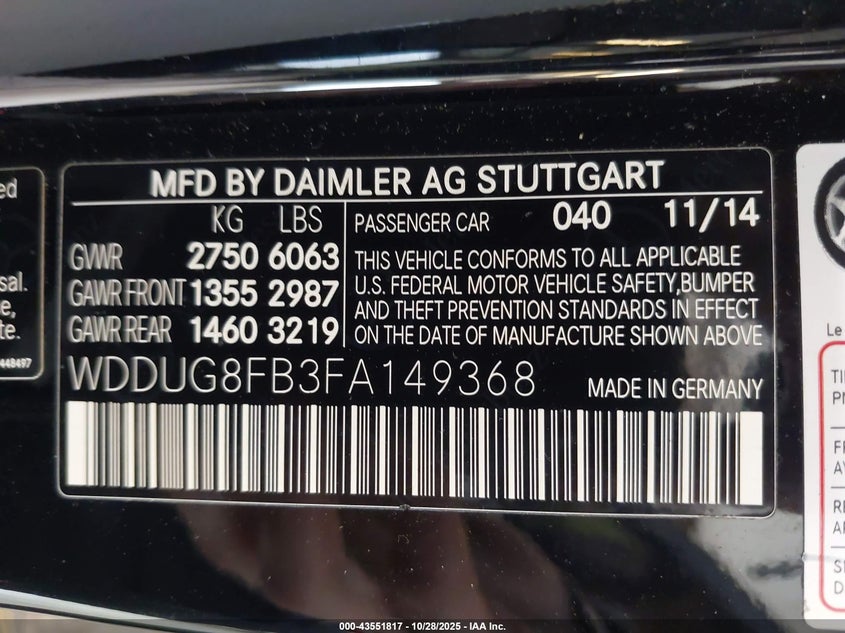 MFD BY DAIMLER AG STUTTGART
KG LBS
GVWR 2750 6063
GAWR FRONT 1355 2987
GAWR REAR 1460 3219
PASSENGER CAR 040 11/14
THIS VEHICLE CONFORMS TO ALL APPLICABLE
U.S. FEDERAL MOTOR VEHICLE SAFETY,BUMPER
AND THEFT PREVENTION STANDARDS IN EFFECT
ON THE DATE OF MANUFACTURE SHOWN ABOVE
WDDUG8FB3FA149368 MADE IN GERMANY
448497
Le
000-43551817 - 10/28/2025 - IAA Inc.